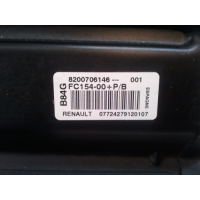 8200706146--- 001
B84G
FC154-00+P/B
RENAULT 07724279120107